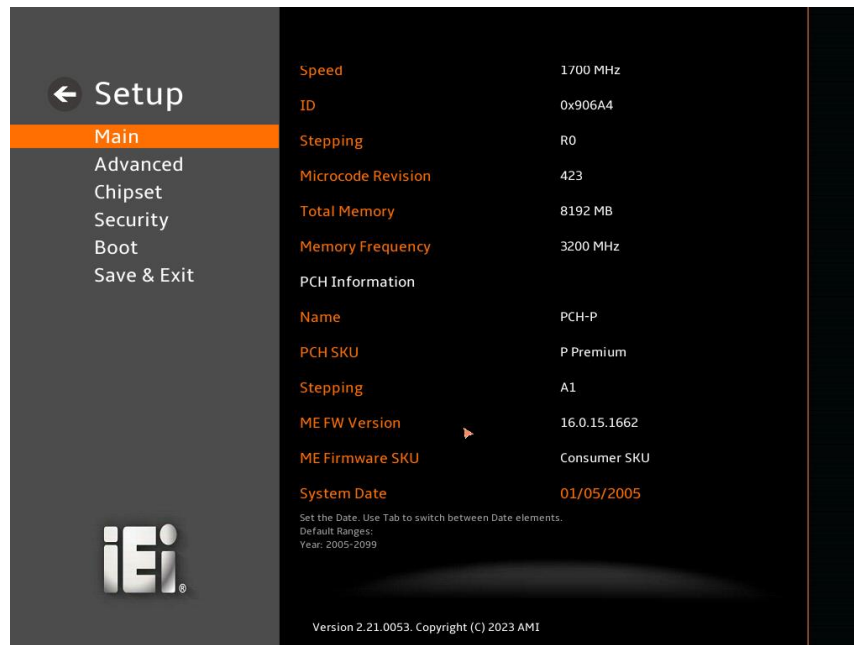 Setup
Main
Advanced
Chipset
Security
Boot
Save & Exit
Speed 1700 MHz
ID 0x906A4
Stepping R0
Microcode Revision 423
Total Memory 8192 MB
Memory Frequency 3200 MHz
PCH Information
Name PCH-P
PCH SKU P Premium
Stepping A1
ME FW Version 16.0.15.1662
ME Firmware SKU Consumer SKU
System Date 01/05/2005
Set the Date. Use Tab to switch between Date elements.
Default Ranges:
Year: 2005-2099
iEi®
Version 2.21.0053. Copyright (C) 2023 AMI